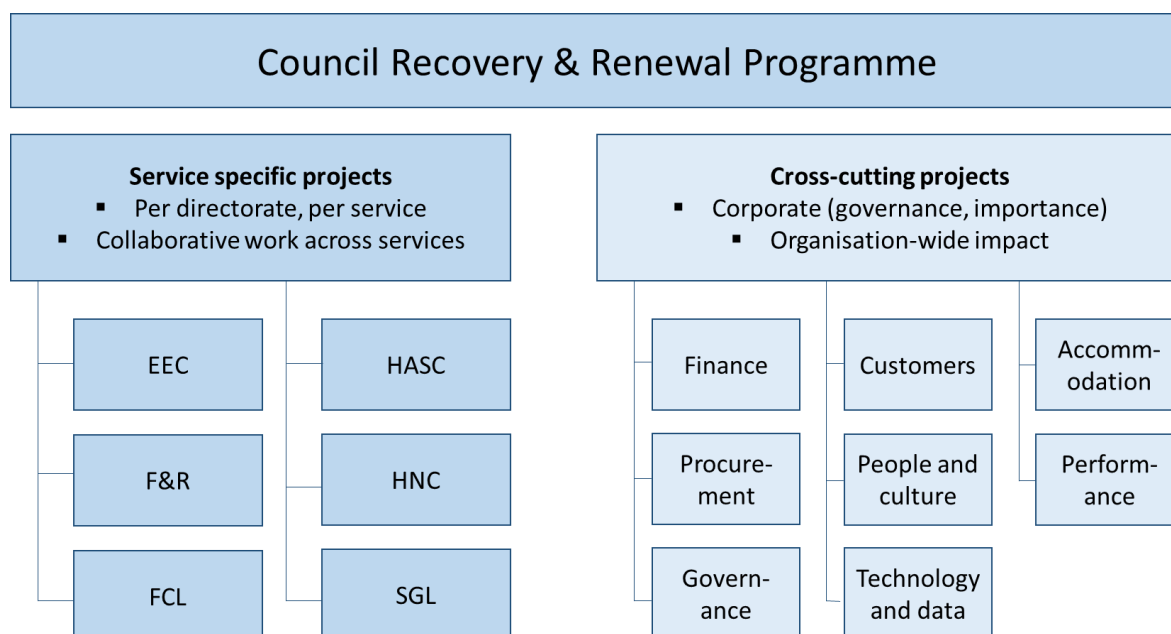 Council Recovery & Renewal Programme
Service specific projects
▪ Per directorate, per service
▪ Collaborative work across services
Cross-cutting projects
▪ Corporate (governance, importance)
▪ Organisation-wide impact
EEC
HASC
F&R
HNC
FCL
SGL
Finance
Customers
Accomm-
odation
Procure-
ment
People and
culture
Perform-
ance
Govern-
ance
Technology
and data